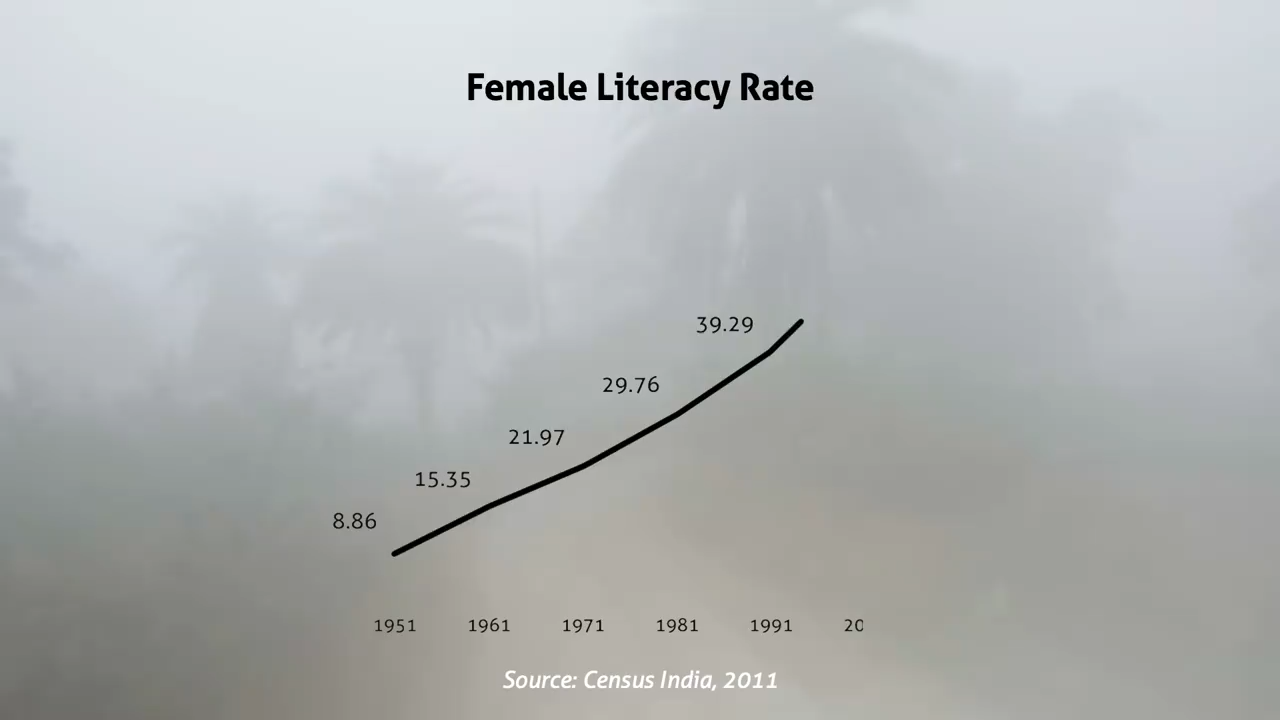 Female Literacy Rate
39.29
29.76
21.97
15.35
8.86
1951 1961 1971 1981 1991 20
Source: Census India, 2011